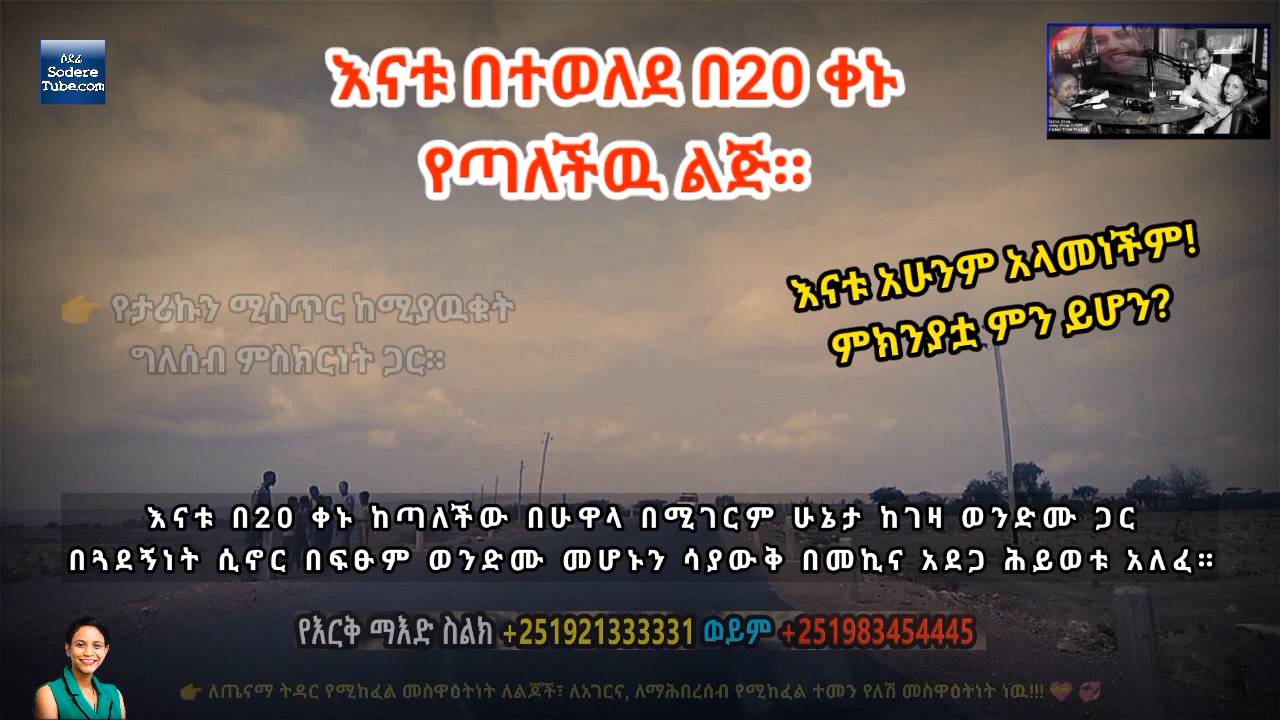 ሶደሬ
Sodere
Tube.com
እናቱ በተወለደ በ20 ቀኑ
የጣለችዉ ልጅ።
እናቱ አሁንም አላመነችም!
ምክንያቷ ምን ይሆን?
👉 የታሪኩን ሚስጥር ከሚያዉቁት
ግለሰብ ምስክርነት ጋር።
እናቱ በ20 ቀኑ ከጣለችው በሁዋላ በሚገርም ሁኔታ ከገዛ ወንድሙ ጋር
በጓደኝነት ሲኖር በፍፁም ወንድሙ መሆኑን ሳያውቅ በመኪና አደጋ ሕይወቱ አለፈ።
የእርቅ ማእድ ስልክ +251921333331 ወይም +251983454445
👉 ለጤናማ ትዳር የሚከፈል መስዋዕትነት ለልጆች፣ ለአገርና, ለማሕበረሰብ የሚከፈል ተመን የለሽ መስዋዕትነት ነዉ!!! 💝 💞